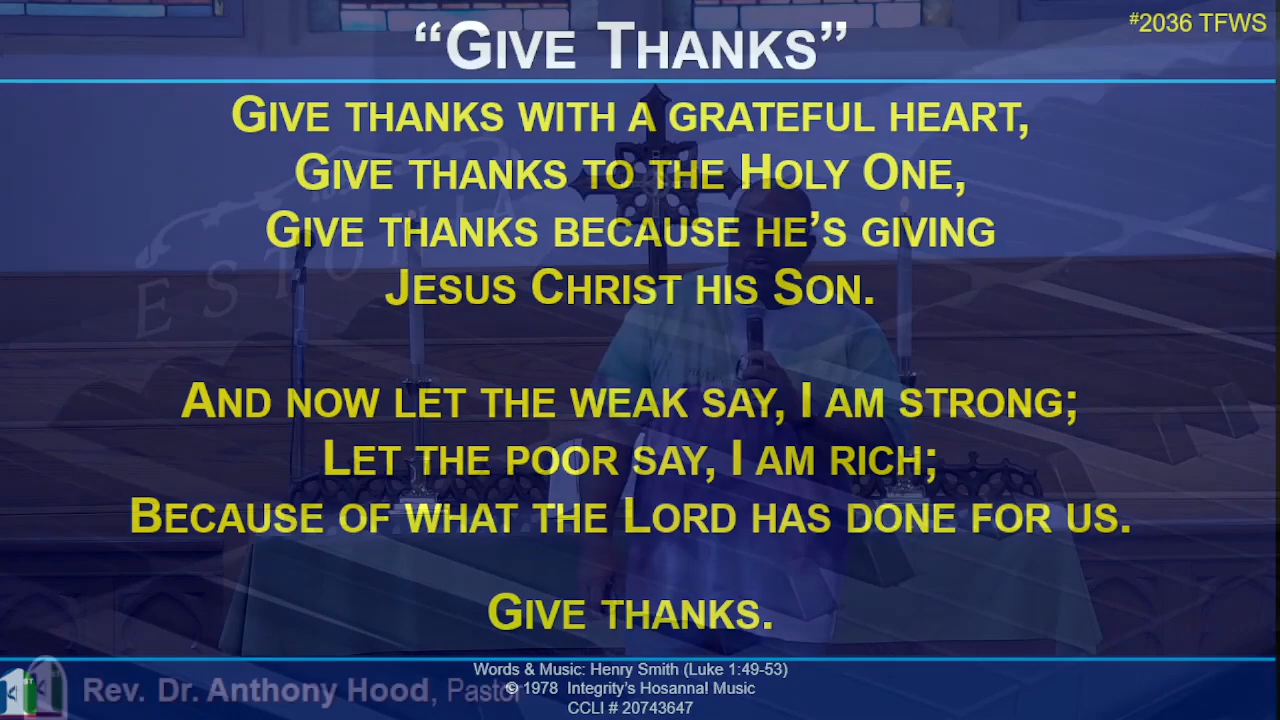 #2036 TFWS
“GIVE THANKS”
GIVE THANKS WITH A GRATEFUL HEART,
GIVE THANKS TO THE HOLY ONE,
GIVE THANKS BECAUSE HE’S GIVING
JESUS CHRIST HIS SON.
AND NOW LET THE WEAK SAY, I AM STRONG;
LET THE POOR SAY, I AM RICH;
BECAUSE OF WHAT THE LORD HAS DONE FOR US.
GIVE THANKS.
Words & Music: Henry Smith (Luke 1:49-53)
© 1978 Integrity’s Hosannal Music
CCLI # 20743647
Rev. Dr. Anthony Hood, Pastor
ESTONIA